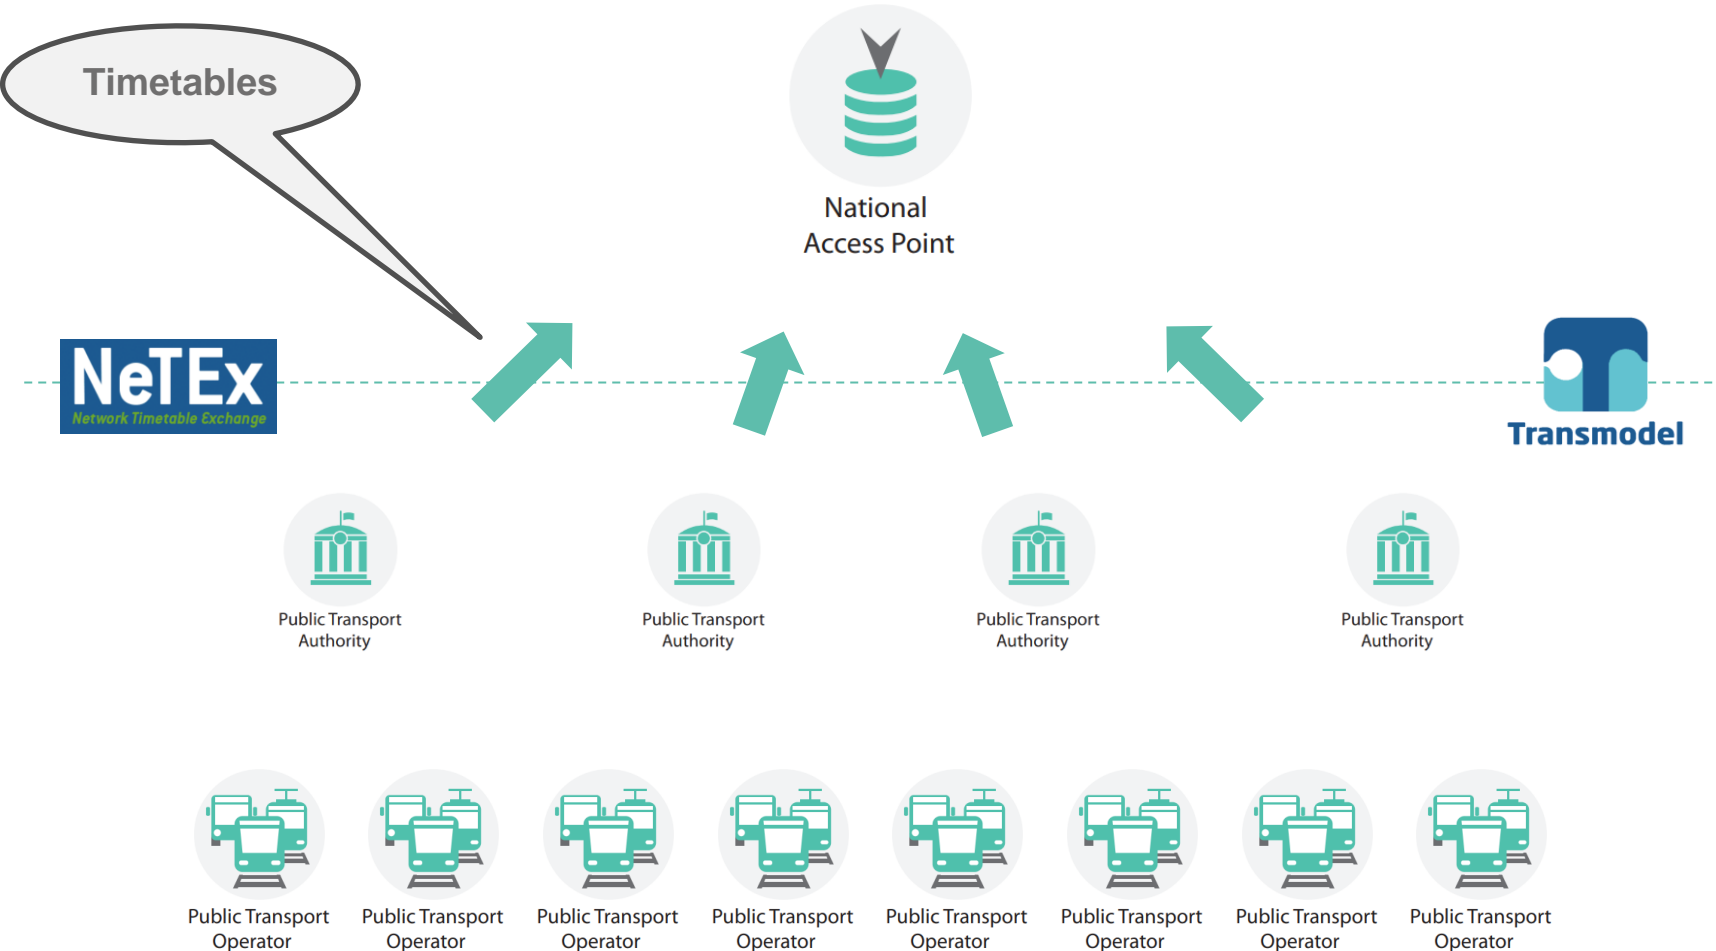 Timetables
National
Access Point
NeTEx
Network Timetable Exchange
Transmodel
Public Transport
Authority
Public Transport
Authority
Public Transport
Authority
Public Transport
Authority
Public Transport
Operator
Public Transport
Operator
Public Transport
Operator
Public Transport
Operator
Public Transport
Operator
Public Transport
Operator
Public Transport
Operator
Public Transport
Operator